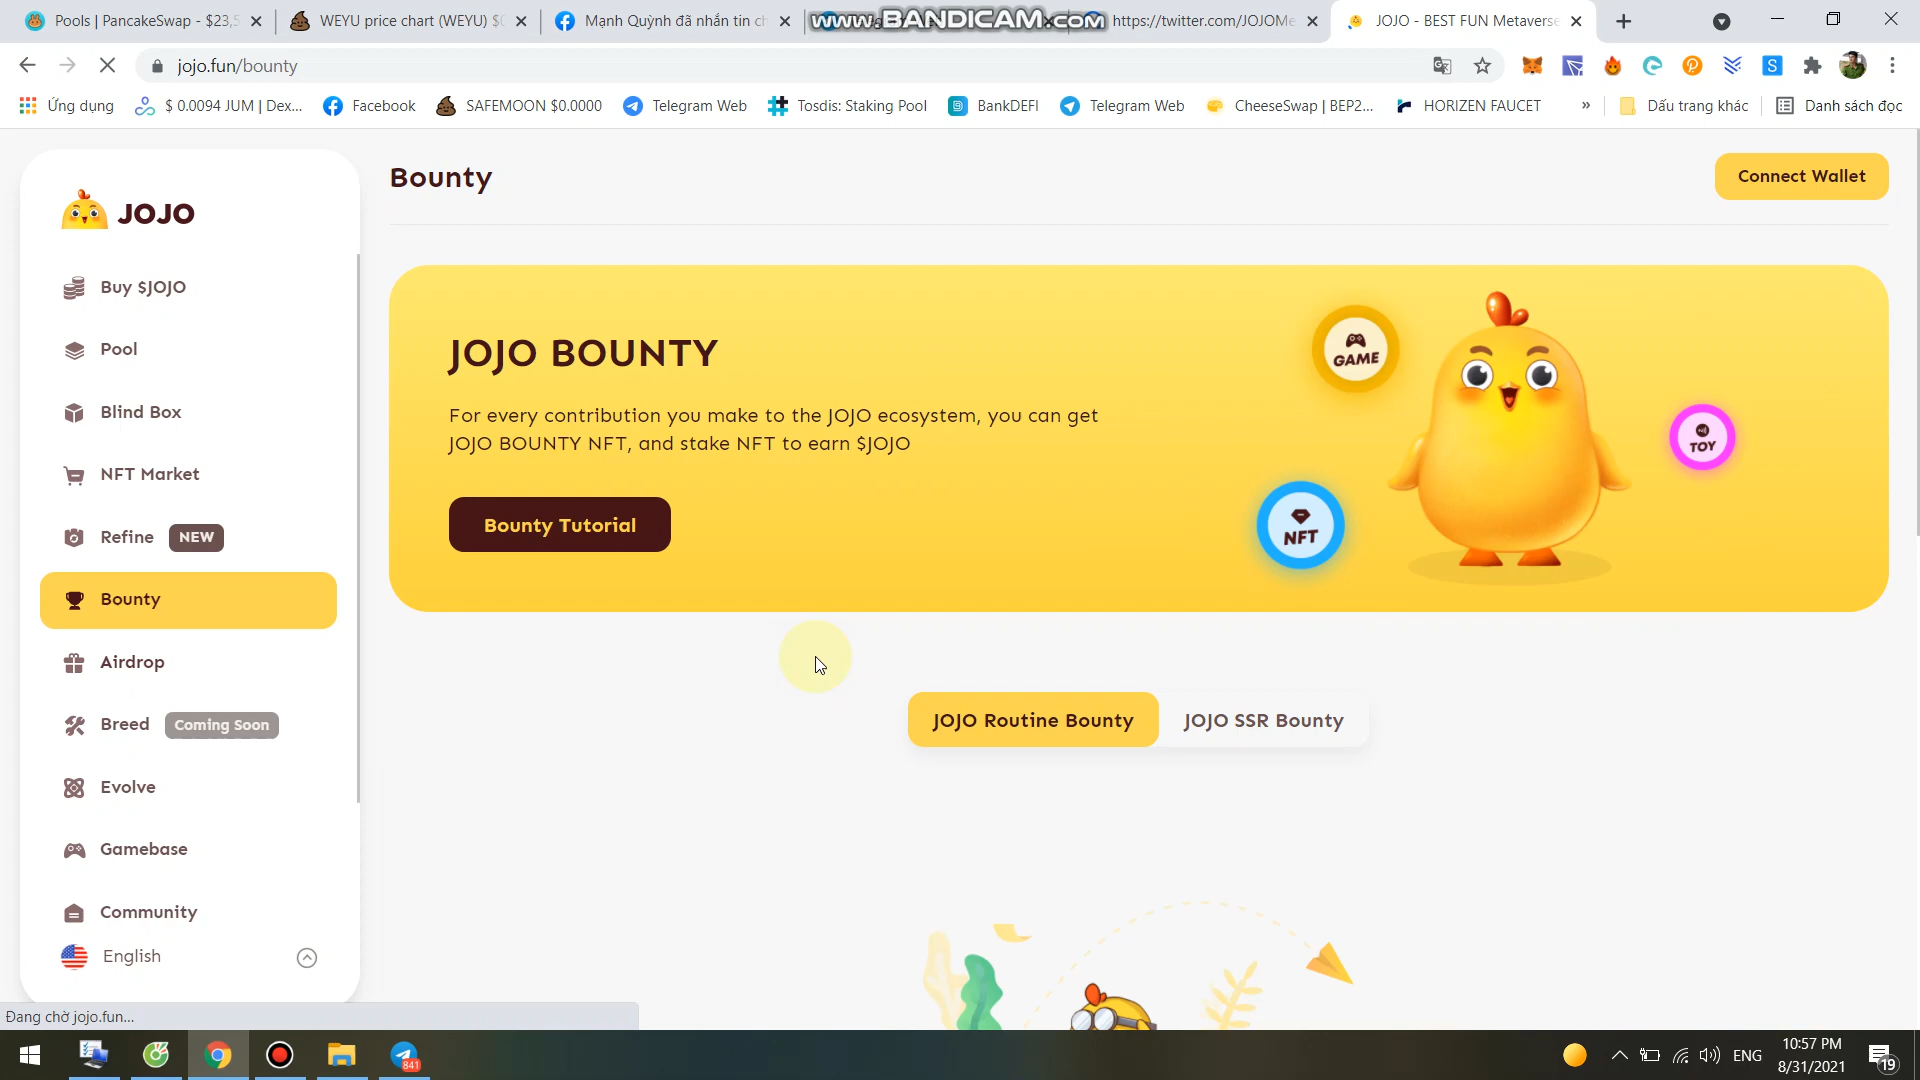 Pools | PancakeSwap - $23,5
WEYU price chart (WEYU) $0
Mạnh Quỳnh đã nhắn tin ch
www.BANDICAM.com
https://twitter.com/JOJOMe
JOJO - BEST FUN Metaverse
jojo.fun/bounty
Ứng dụng
$ 0.0094 JUM | Dex...
Facebook
SAFEMOON $0.0000
Telegram Web
Tosdis: Staking Pool
BankDEFI
Telegram Web
CheeseSwap | BEP2...
HORIZEN FAUCET
»
Dấu trang khác
Danh sách đọc
JOJO
Buy $JOJO
Pool
Blind Box
NFT Market
Refine NEW
Bounty
Airdrop
Breed Coming Soon
Evolve
Gamebase
Community
English
Bounty
Connect Wallet
JOJO BOUNTY
For every contribution you make to the JOJO ecosystem, you can get
JOJO BOUNTY NFT, and stake NFT to earn $JOJO
Bounty Tutorial
GAME
TOY
NFT
JOJO Routine Bounty
JOJO SSR Bounty
Đang chờ jojo.fun...
841
ENG
10:57 PM
8/31/2021
19